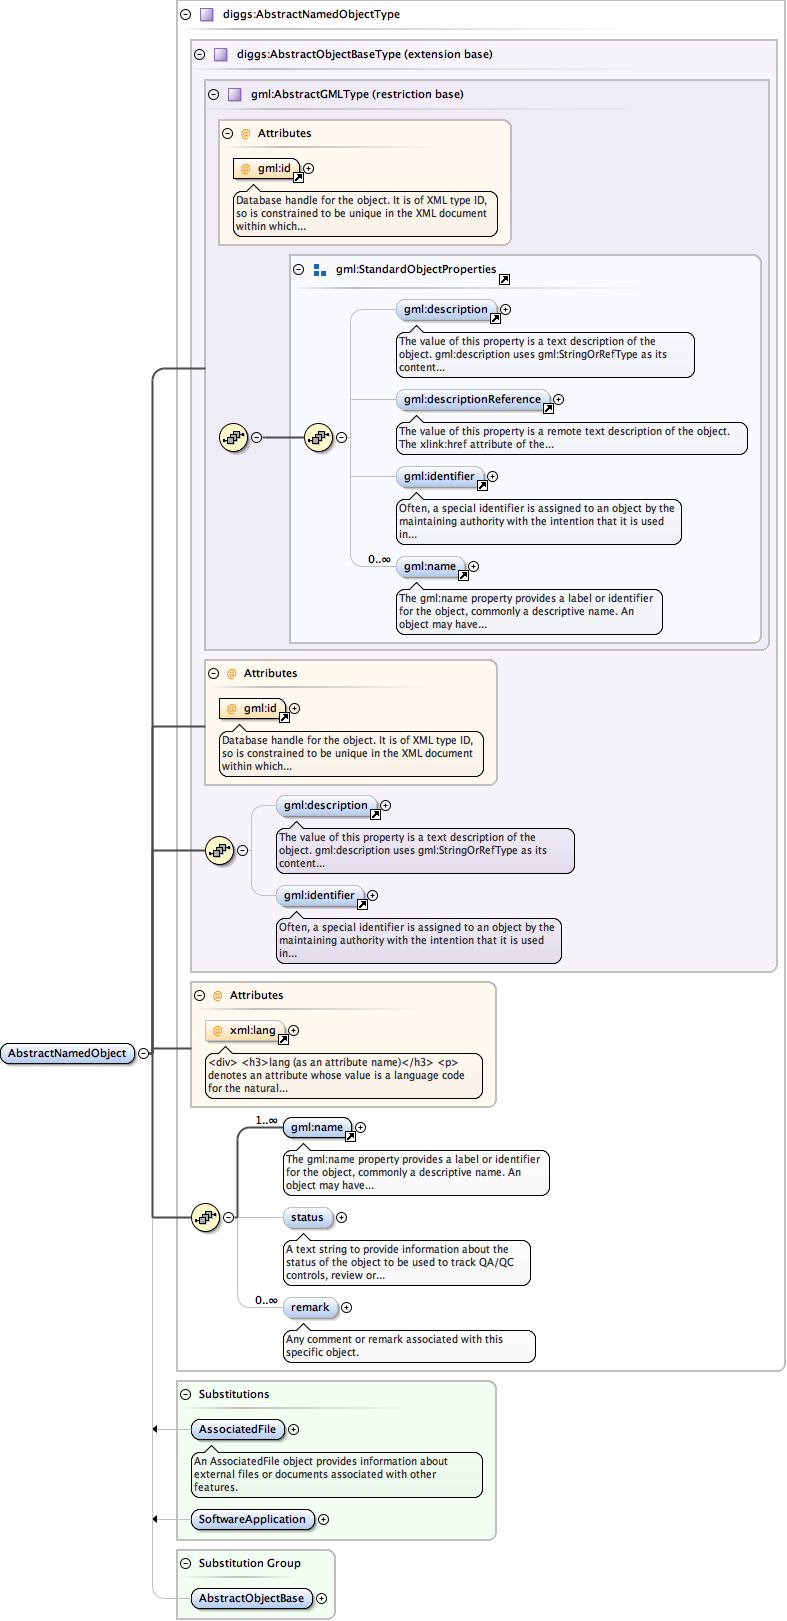 diggs:AbstractNamedObjectType
diggs:AbstractObjectBaseType (extension base)
gml:AbstractGMLType (restriction base)
@ Attributes
@ gml:id
Database handle for the object. It is of XML type ID,
so is constrained to be unique in the XML document
within which...
gml:StandardObjectProperties
gml:description
The value of this property is a text description of the
object. gml:description uses gml:StringOrRefType as its
content...
gml:descriptionReference
The value of this property is a remote text description of the object.
The xlink:href attribute of the...
gml:identifier
Often, a special identifier is assigned to an object by the
maintaining authority with the intention that it is used
in...
0..∞
gml:name
The gml:name property provides a label or identifier
for the object, commonly a descriptive name. An
object may have...
@ Attributes
@ gml:id
Database handle for the object. It is of XML type ID,
so is constrained to be unique in the XML document
within which...
gml:description
The value of this property is a text description of the
object. gml:description uses gml:StringOrRefType as its
content...
gml:identifier
Often, a special identifier is assigned to an object by the
maintaining authority with the intention that it is used
in...
@ Attributes
@ xml:lang
<div> <h3>lang (as an attribute name)</h3> <p>
denotes an attribute whose value is a language code
for the natural...
AbstractNamedObject
1..∞
gml:name
The gml:name property provides a label or identifier
for the object, commonly a descriptive name. An
object may have...
status
A text string to provide information about the
status of the object to be used to track QA/QC
controls, review or...
0..∞
remark
Any comment or remark associated with this
specific object.
Substitutions
AssociatedFile
An AssociatedFile object provides information about
external files or documents associated with other
features.
SoftwareApplication
Substitution Group
AbstractObjectBase